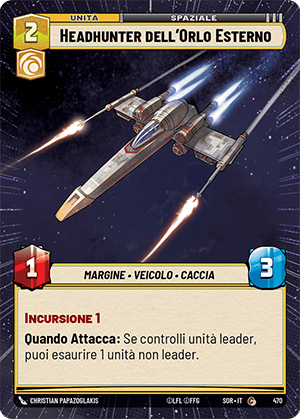 UNITÀ
SPAZIALE
2
HEADHUNTER DELL'ORLO ESTERNO
1
3
MARGINE • VEICOLO • CACCIA
INCURSIONE 1
Quando Attacca: Se controlli unità leader,
puoi esaurire 1 unità non leader.
CHRISTIAN PAPAZOGLAKIS
©LFL ©FFG
SOR • IT
C
470